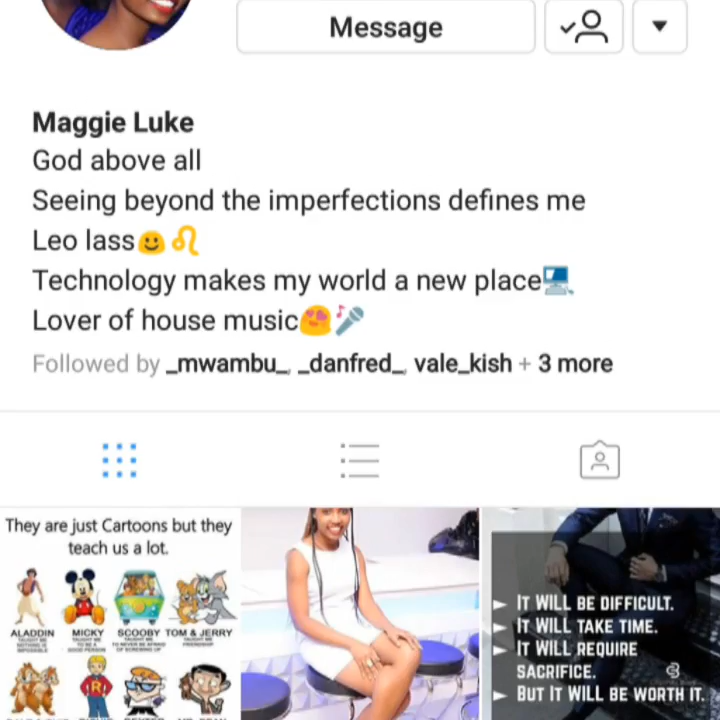 Message
Maggie Luke
God above all
Seeing beyond the imperfections defines me
Leo lass🙂♌
Technology makes my world a new place💻
Lover of house music😍🎤
Followed by _mwambu_, _danfred_, vale_kish + 3 more
They are just Cartoons but they
teach us a lot.
ALADDIN MICKY SCOOBY TOM & JERRY
► IT WILL BE DIFFICULT.
► IT WILL TAKE TIME.
► IT WILL REQUIRE
SACRIFICE.
► BUT IT WILL BE WORTH IT.